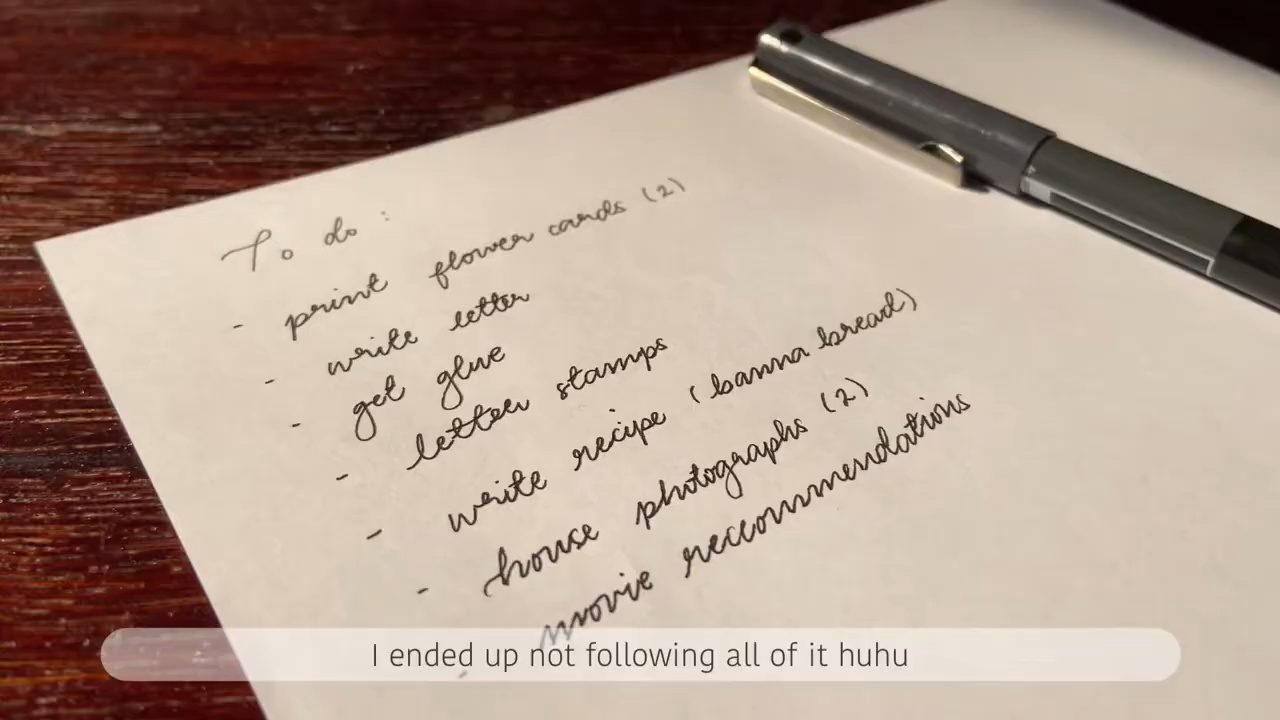 To do :
- print flower cards (2)
- write letter
- get glue
- letter stamps
- write recipe (banna bread)
- house photographs (2)
- movie reccommendations
I ended up not following all of it huhu